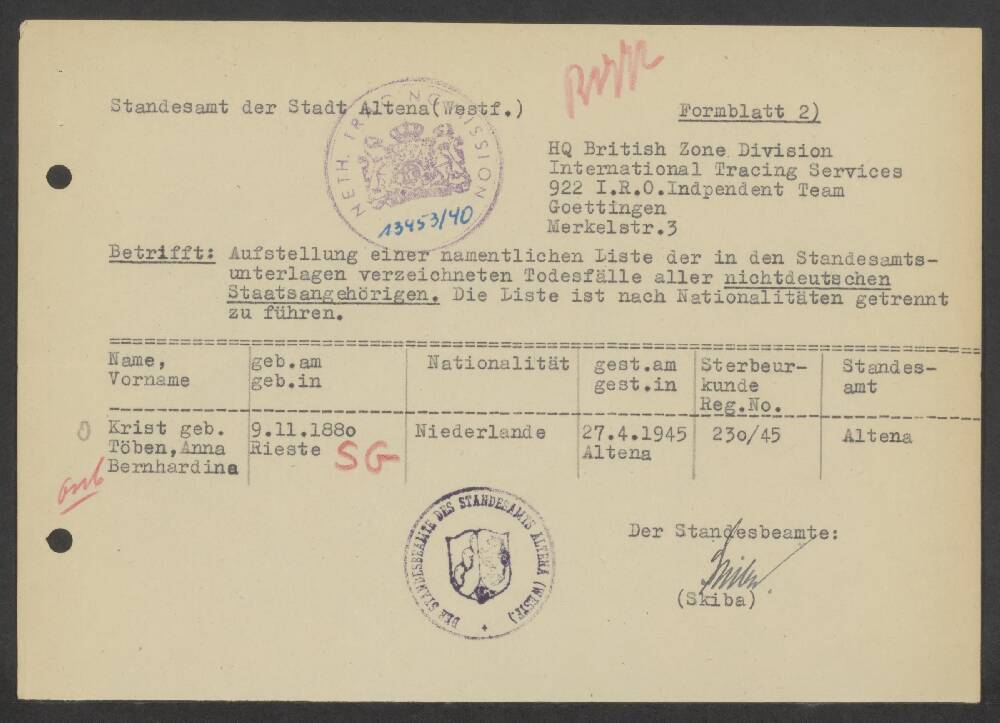 Standesamt der Stadt Altena(Westf.)
Formblatt 2)
NETH. TRACING COMMISSION
13453/40
HQ British Zone Division
International Tracing Services
922 I.R.O.Indpendent Team
Goettingen
Merkelstr.3
Betrifft: Aufstellung einer namentlichen Liste der in den Standesamts-
unterlagen verzeichneten Todesfälle aller nichtdeutschen
Staatsangehörigen. Die Liste ist nach Nationalitäten getrennt
zu führen.
Name, geb.am Nationalität gest.am Sterbeur- Standes-
Vorname geb.in gest.in kunde amt
Reg.No.
Krist geb. 9.11.188o Niederlande 27.4.1945 23o/45 Altena
Töben,Anna Rieste SG Altena
Bernhardina
DER STANDESBEAMTE DES STANDESAMTS ALTENA (WESTF.)
Der Standesbeamte:
(Skiba)